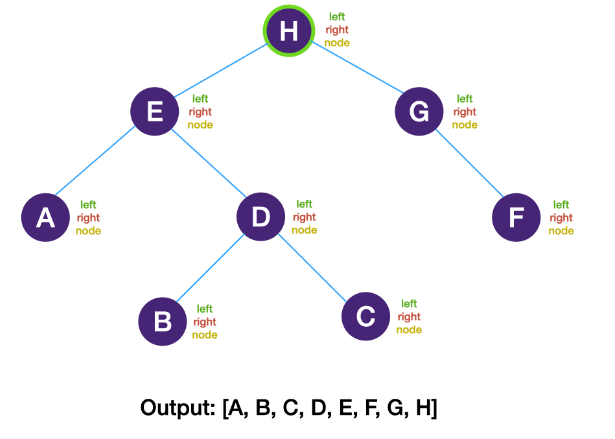 H
left
right
node
E
left
right
node
G
left
right
node
A
left
right
node
D
left
right
node
F
left
right
node
B
left
right
node
C
left
right
node
Output: [A, B, C, D, E, F, G, H]